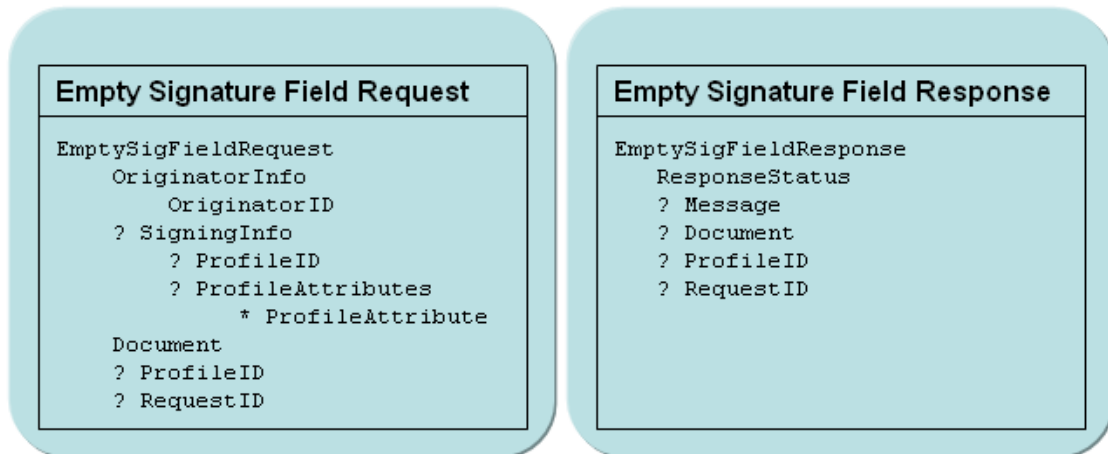 Empty Signature Field Request
EmptySigFieldRequest
OriginatorInfo
OriginatorID
? SigningInfo
? ProfileID
? ProfileAttributes
* ProfileAttribute
Document
? ProfileID
? RequestID
Empty Signature Field Response
EmptySigFieldResponse
ResponseStatus
? Message
? Document
? ProfileID
? RequestID